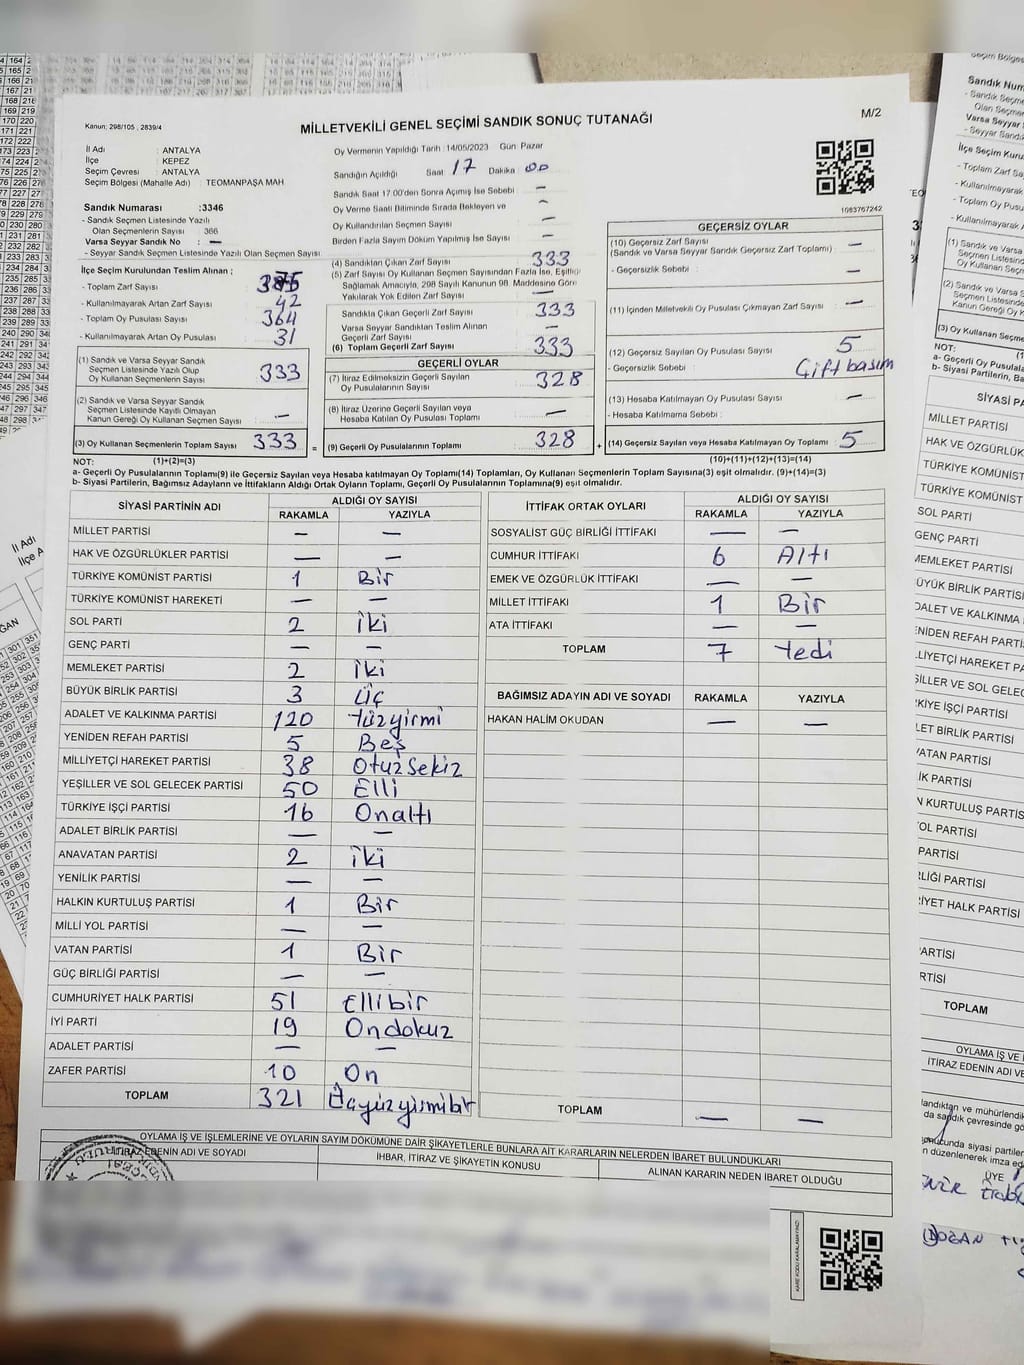 MİLLETVEKİLİ GENEL SEÇİMİ SANDIK SONUÇ TUTANAĞI
M/2
Kanun; 298/105 , 2839/4
İl Adı : ANTALYA
İlçe : KEPEZ
Seçim Çevresi : ANTALYA
Seçim Bölgesi (Mahalle Adı) : TEOMANPAŞA MAH
Sandık Numarası :3346
- Sandık Seçmen Listesinde Yazılı
Olan Seçmenlerin Sayısı : 366
Varsa Seyyar Sandık No : —
- Seyyar Sandık Seçmen Listesinde Yazılı Olan Seçmen Sayısı :
Oy Vermenin Yapıldığı Tarih : 14/05/2023 Gün Pazar
Sandığın Açıldığı Saat 17 Dakika 00
Sandık Saat 17.00'den Sonra Açımış İse Sebebi : —
Oy Verme Saati Bitiminde Sırada Bekleyen ve
Oy Kullandırılan Seçmen Sayısı : —
Birden Fazla Sayım Döküm Yapılmış İse Sayısı : —
1083767242
İlçe Seçim Kurulundan Teslim Alınan ;
- Toplam Zarf Sayısı : 375
- Kullanılmayarak Artan Zarf Sayısı : 42
- Toplam Oy Pusulası Sayısı : 364
- Kullanılmayarak Artan Oy Pusulası : 31
(1) Sandık ve Varsa Seyyar Sandık
Seçmen Listesinde Yazılı Olup
Oy Kullanan Seçmenlerin Sayısı : 333
(2) Sandık ve Varsa Seyyar Sandık
Seçmen Listesinde Kayıtlı Olmayan
Kanun Gereği Oy Kullanan Seçmen Sayısı : —
(3) Oy Kullanan Seçmenlerin Toplam Sayısı : 333
(4) Sandıktan Çıkan Zarf Sayısı : 333
(5) Zarf Sayısı Oy Kullanan Seçmen Sayısından Fazla İse, Eşitliği
Sağlamak Amacıyla, 298 Sayılı Kanunun 98. Maddesine Göre
Yakılarak Yok Edilen Zarf Sayısı : —
Sandıkta Çıkan Geçerli Zarf Sayısı : 333
Varsa Seyyar Sandıktan Teslim Alınan
Geçerli Zarf Sayısı : —
(6) Toplam Geçerli Zarf Sayısı : 333
GEÇERLİ OYLAR
(7) İtiraz Edilmeksizin Geçerli Sayılan
Oy Pusulasının Sayısı : 328
(8) İtiraz Üzerine Geçerli Sayılan veya
Hesaba Katılan Oy Pusulası Toplamı : —
= (9) Geçerli Oy Pusulalarının Toplamı : 328
GEÇERSİZ OYLAR
(10) Geçersiz Zarf Sayısı : —
(Sandık ve Varsa Seyyar Sandık Geçersiz Zarf Toplamı)
- Geçersizlik Sebebi : —
(11) İçinden Milletvekili Oy Pusulası Çıkmayan Zarf Sayısı : —
(12) Geçersiz Sayılan Oy Pusulası Sayısı : 5
- Geçersizlik Sebebi : Çift basım
(13) Hesaba Katılmayan Oy Pusulası Sayısı : —
- Hesaba Katılmama Sebebi :
+ (14) Geçersiz Sayılan veya Hesaba Katılmayan Oy Toplamı : 5
NOT: (1)+(2)=(3) (10)+(11)+(12)+(13)=(14)
a- Geçerli Oy Pusulalarının Toplamı(9) ile Geçersiz Sayılan veya Hesaba katılmayan Oy Toplamı(14) Toplamları, Oy Kullanan Seçmenlerin Toplam Sayısına(3) eşit olmalıdır. (9)+(14)=(3)
b- Siyasi Partilerin, Bağımsız Adayların ve İttifakların Aldığı Ortak Oyların Toplamı, Geçerli Oy Pusulalarının Toplamına(9) eşit olmalıdır.
SİYASİ PARTİNİN ADI ALDIĞI OY SAYISI
RAKAMLA YAZIYLA
MİLLET PARTİSİ — —
HAK VE ÖZGÜRLÜKLER PARTİSİ — —
TÜRKİYE KOMÜNİST PARTİSİ 1 Bir
TÜRKİYE KOMÜNİST HAREKETİ — —
SOL PARTİ 2 iki
GENÇ PARTİ — —
MEMLEKET PARTİSİ 2 iki
BÜYÜK BİRLİK PARTİSİ 3 Üç
ADALET VE KALKINMA PARTİSİ 120 Yüzyirmi
YENİDEN REFAH PARTİSİ 5 Beş
MİLLİYETÇİ HAREKET PARTİSİ 38 Otuzsekiz
YEŞİLLER VE SOL GELECEK PARTİSİ 50 Elli
TÜRKİYE İŞÇİ PARTİSİ 16 Onaltı
ADALET BİRLİK PARTİSİ — —
ANAVATAN PARTİSİ 2 iki
YENİLİK PARTİSİ — —
HALKIN KURTULUŞ PARTİSİ 1 Bir
MİLLİ YOL PARTİSİ — —
VATAN PARTİSİ 1 Bir
GÜÇ BİRLİĞİ PARTİSİ — —
CUMHURİYET HALK PARTİSİ 51 Ellibir
İYİ PARTİ 19 Ondokuz
ADALET PARTİSİ — —
ZAFER PARTİSİ 10 On
TOPLAM 321 Üçyüzyirmibir
İTTİFAK ORTAK OYLARI ALDIĞI OY SAYISI
RAKAMLA YAZIYLA
SOSYALİST GÜÇ BİRLİĞİ İTTİFAKI — —
CUMHUR İTTİFAKI 6 Altı
EMEK VE ÖZGÜRLÜK İTTİFAKI — —
MİLLET İTTİFAKI 1 Bir
ATA İTTİFAKI — —
TOPLAM 7 Yedi
BAĞIMSIZ ADAYIN ADI VE SOYADI RAKAMLA YAZIYLA
HAKAN HALİM OKUDAN — —
TOPLAM — —
OYLAMA İŞ VE İŞLEMLERİNE VE OYLARIN SAYIM DÖKÜMÜNE DAİR ŞİKAYETLERLE BUNLARA AİT KARARLARIN NELERDEN İBARET BULUNDUKLARI
İTİRAZ EDENİN ADI VE SOYADI
İHBAR, İTİRAZ VE ŞİKAYETİN KONUSU
ALINAN KARARIN NEDEN İBARET OLDUĞU